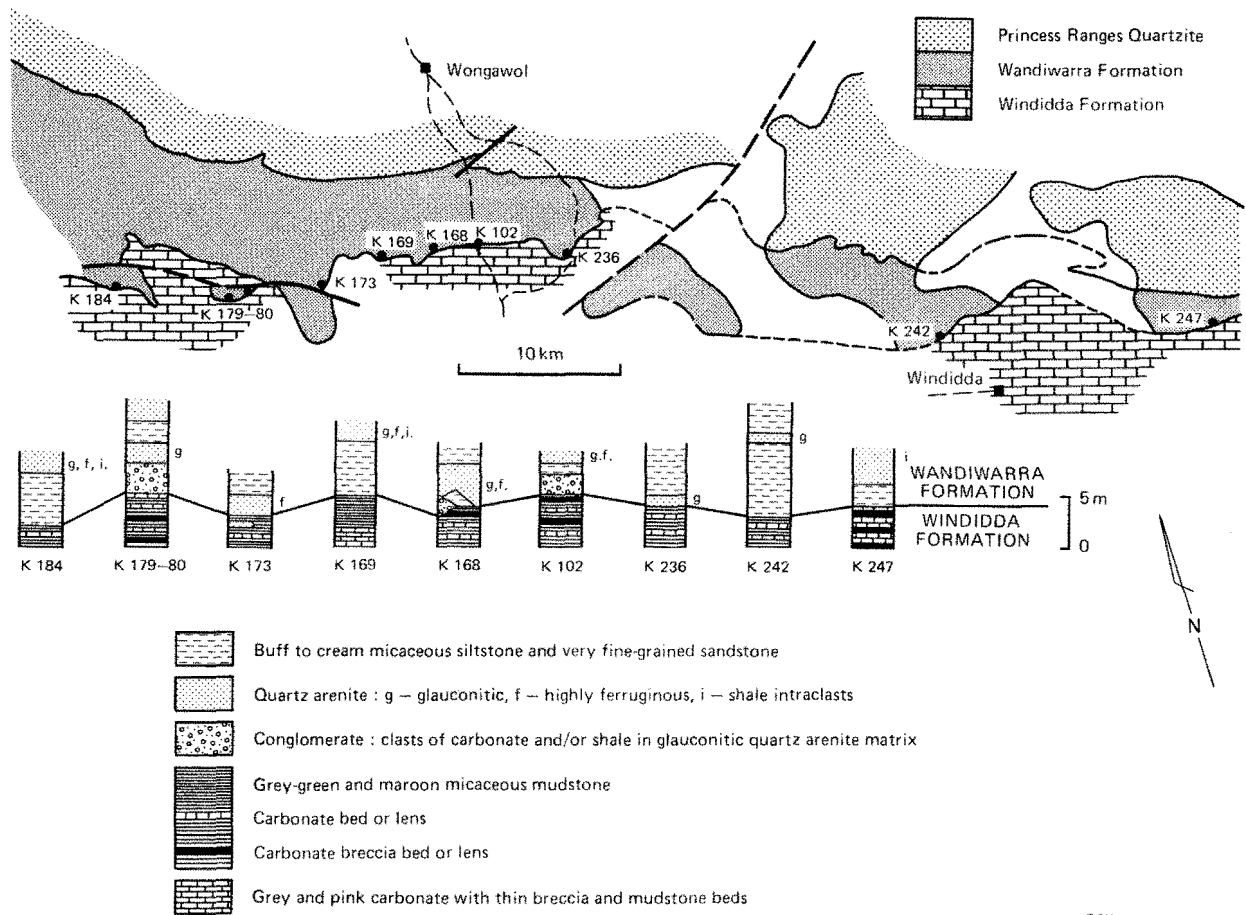 Princess Ranges Quartzite
Wandiwarra Formation
Windidda Formation
Wongawol
K 184
K 179–80
K 173
K 169
K 168
K 102
K 236
K 242
K 247
10 km
Windidda
g, f, i.
g
f
g,f,i.
g,f.
g.f.
g
g
i
WANDIWARRA
FORMATION
WINDIDDA
FORMATION
5 m
0
K 184
K 179–80
K 173
K 169
K 168
K 102
K 236
K 242
K 247
N
Buff to cream micaceous siltstone and very fine-grained sandstone
Quartz arenite : g – glauconitic, f – highly ferruginous, i – shale intraclasts
Conglomerate : clasts of carbonate and/or shale in glauconitic quartz arenite matrix
Grey-green and maroon micaceous mudstone
Carbonate bed or lens
Carbonate breccia bed or lens
Grey and pink carbonate with thin breccia and mudstone beds